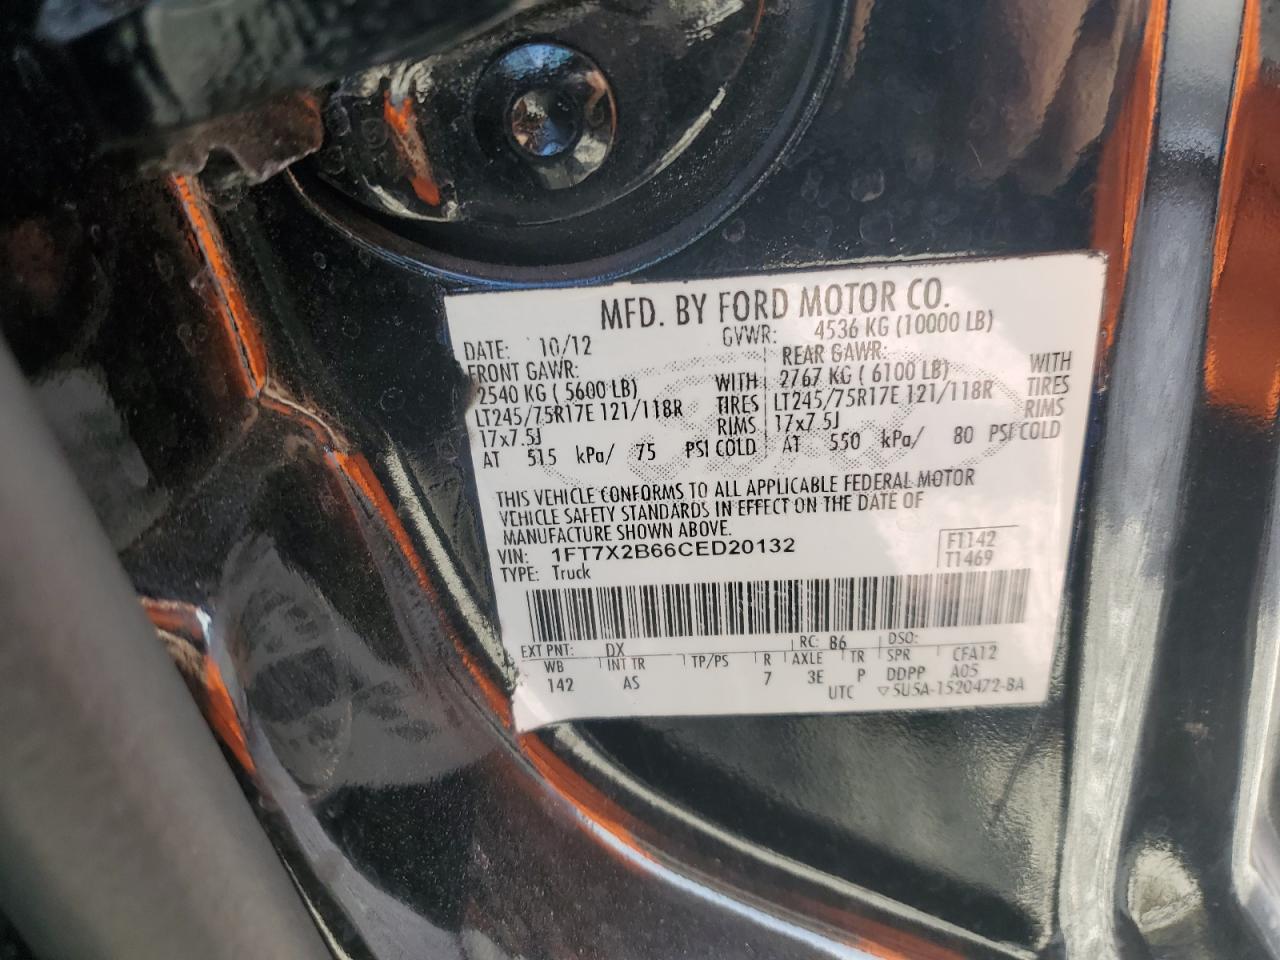 MFD. BY FORD MOTOR CO.
DATE: 10/12 GVWR: 4536 KG (10000 LB)
FRONT GAWR: REAR GAWR:
2540 KG ( 5600 LB) WITH 2767 KG ( 6100 LB) WITH
LT245/75R17E 121/118R TIRES LT245/75R17E 121/118R TIRES
17x7.5J RIMS 17x7.5J RIMS
AT 515 kPa/ 75 PSI COLD AT 550 kPa/ 80 PSI COLD
THIS VEHICLE CONFORMS TO ALL APPLICABLE FEDERAL MOTOR
VEHICLE SAFETY STANDARDS IN EFFECT ON THE DATE OF
MANUFACTURE SHOWN ABOVE.
VIN: 1FT7X2B66CED20132 F1142
TYPE: Truck T1469
EXT PNT: DX RC: 86 DSO:
WB INT TR TP/PS R AXLE TR SPR CFA12
142 AS 7 3E P DDPP A05
UTC ▽5U5A-1520472-BA